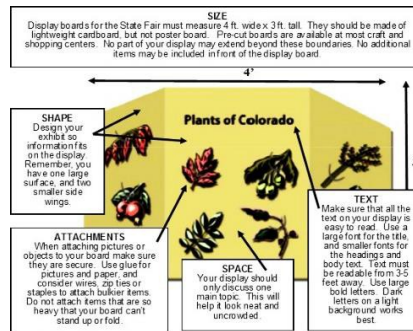 SIZE
Display boards for the State Fair must measure 4 ft. wide x 3 ft. tall. They should be made of
lightweight cardboard, but not poster board. Pre-cut boards are available at most craft and
shopping centers. No part of your display may extend beyond these boundaries. No additional
items may be included in front of the display board.
4'
SHAPE
Design your
exhibit so
information fits
on the display.
Remember, you
have one large
surface, and two
smaller side
wings.
Plants of Colorado
ATTACHMENTS
When attaching pictures or
objects to your board make sure
they are secure. Use glue for
pictures and paper, and
consider wires, zip ties or
staples to attach bulkier items.
Do not attach items that are
so heavy that your board can't
stand up or fold.
SPACE
Your display should
only discuss one
main topic. This will
help it look neat and
uncrowded.
TEXT
Make sure that all the
text on your display is
easy to read. Use a
large font for the title,
and smaller fonts for
the headings and
body text. Text must
be readable from 3-5
feet away. Use large
bold letters. Dark
letters on a light
background works
best.